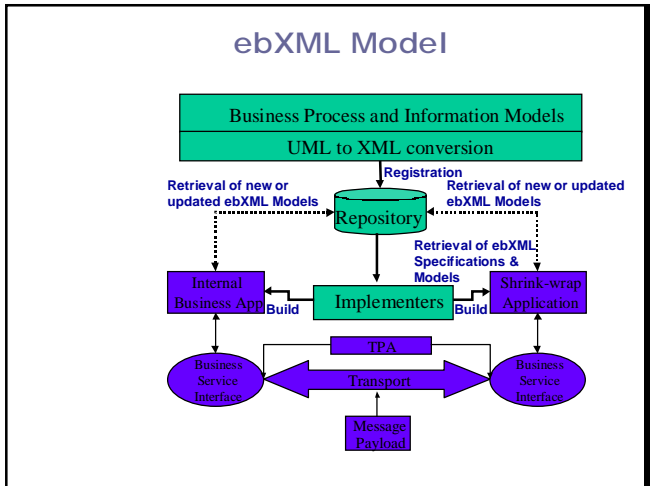 ebXML Model
Business Process and Information Models
UML to XML conversion
Registration
Retrieval of new or
updated ebXML Models
Retrieval of new or updated
ebXML Models
Repository
Retrieval of ebXML
Specifications &
Models
Internal
Business App
Build
Implementers
Build
Shrink-wrap
Application
TPA
Business
Service
Interface
Transport
Business
Service
Interface
Message
Payload